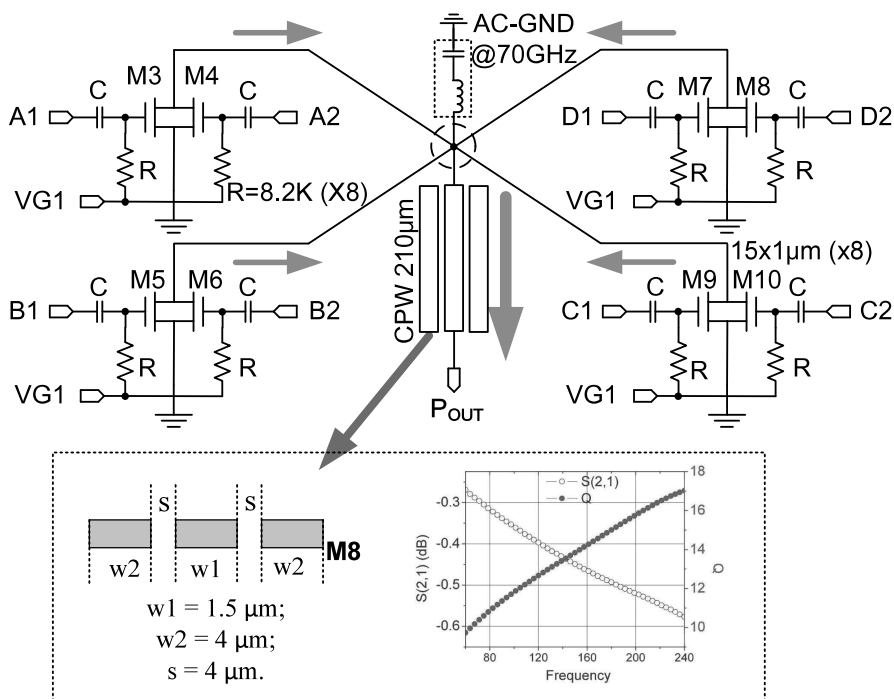 AC-GND
@70GHz
M3 M4
M7 M8
C C
C C
A1 A2
D1 D2
R R
R R
VG1 R=8.2K (X8)
VG1
CPW 210µm
15x1µm (x8)
M5 M6
M9 M10
C C
C C
B1 B2
C1 C2
R R
R R
VG1
VG1
POUT
s s
M8
w2 w1 w2
w1 = 1.5 µm;
w2 = 4 µm;
s = 4 µm.
S(2,1)
Q
S(2,1) (dB)
-0.3
-0.4
-0.5
-0.6
18
16
14
12
10
Q
80 120 160 200 240
Frequency